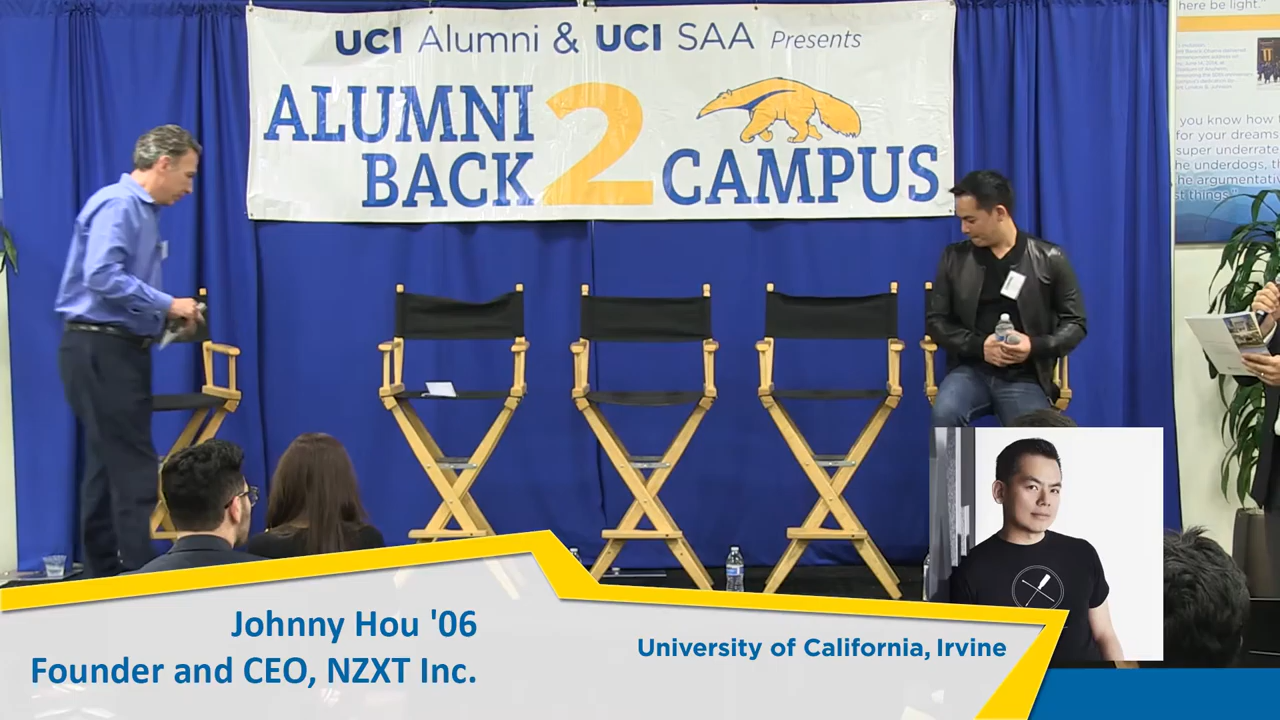 UCI Alumni & UCI SAA Presents
ALUMNI
BACK 2 CAMPUS
here be light."
you know how
for your dreams
super underrate
he underdogs, th
he argumentativ
st things."
Johnny Hou '06
Founder and CEO, NZXT Inc.
University of California, Irvine